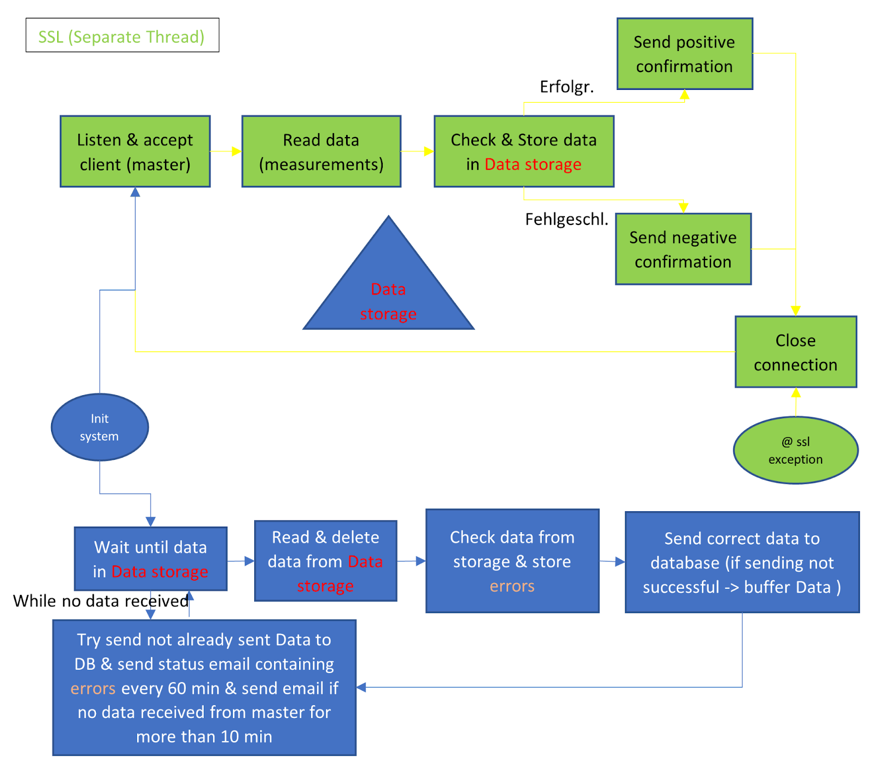 SSL (Separate Thread)
Send positive
confirmation
Erfolgr.
Listen & accept
client (master)
Read data
(measurements)
Check & Store data
in Data storage
Fehlgeschl.
Send negative
confirmation
Data
storage
Close
connection
Init
system
@ ssl
exception
Wait until data
in Data storage
Read & delete
data from Data
storage
Check data from
storage & store
errors
Send correct data to
database (if sending not
successful -> buffer Data )
While no data received
Try send not already sent Data to
DB & send status email containing
errors every 60 min & send email if
no data received from master for
more than 10 min